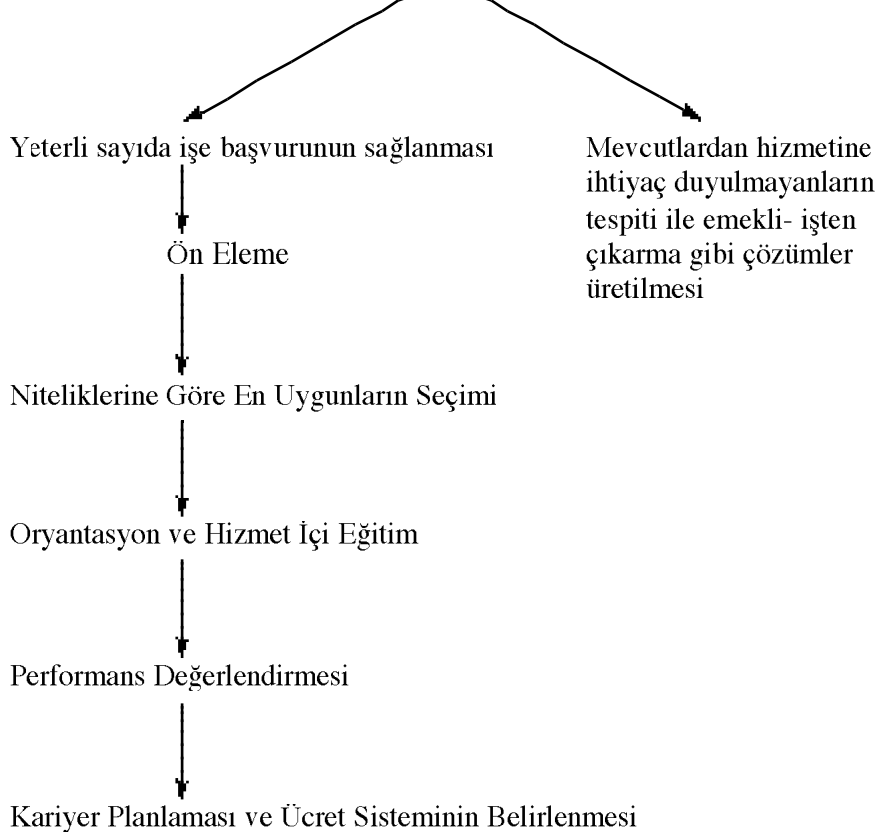 Yeterli sayıda işe başvurunun sağlanması
Mevcutlardan hizmetine
ihtiyaç duyulmayanların
tespiti ile emekli- işten
çıkarma gibi çözümler
üretilmesi
Ön Eleme
Niteliklerine Göre En Uygunların Seçimi
Oryantasyon ve Hizmet İçi Eğitim
Performans Değerlendirmesi
Kariyer Planlaması ve Ücret Sisteminin Belirlenmesi